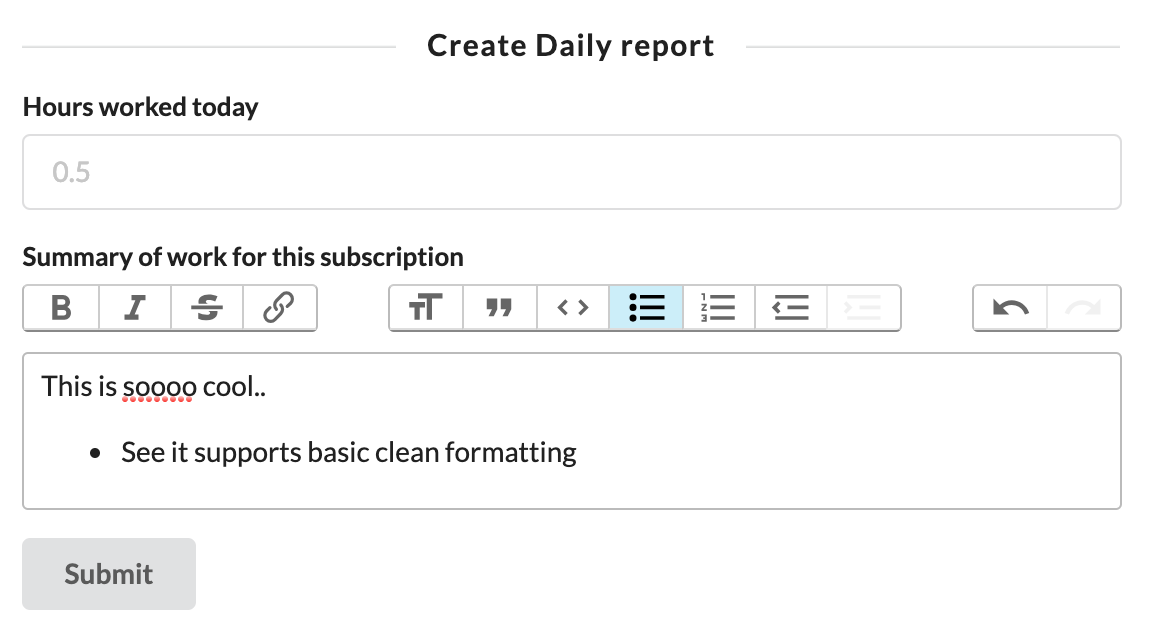 Create Daily report
Hours worked today
0.5
Summary of work for this subscription
B I S
This is soooo cool..
• See it supports basic clean formatting
Submit